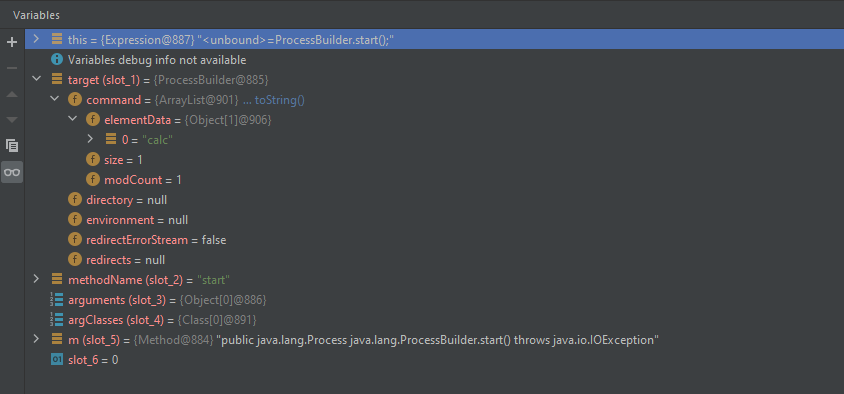 Variables
this = {Expression@887} "<unbound>=ProcessBuilder.start();"
Variables debug info not available
target (slot_1) = {ProcessBuilder@885}
command = {ArrayList@901} ... toString()
elementData = {Object[1]@906}
0 = "calc"
size = 1
modCount = 1
directory = null
environment = null
redirectErrorStream = false
redirects = null
methodName (slot_2) = "start"
arguments (slot_3) = {Object[0]@886}
argClasses (slot_4) = {Class[0]@891}
m (slot_5) = {Method@884} "public java.lang.Process java.lang.ProcessBuilder.start() throws java.io.IOException"
slot_6 = 0